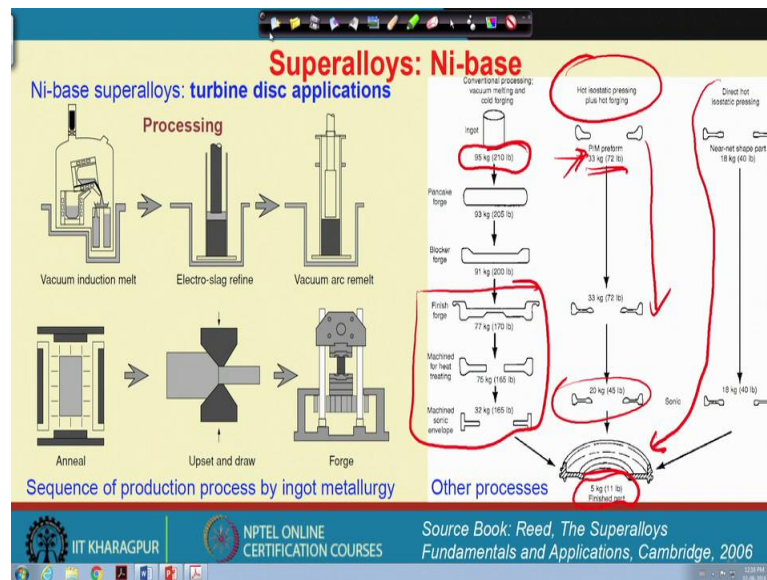 Superalloys: Ni-base
Ni-base superalloys: turbine disc applications
Processing
Vacuum induction melt
Electro-slag refine
Vacuum arc remelt
Anneal
Upset and draw
Forge
Sequence of production process by ingot metallurgy
Conventional processing;
vacuum melting and
cold forging
Ingot
95 kg (210 lb)
Pancake
forge
93 kg (205 lb)
Blocker
forge
91 kg (200 lb)
Finish
forge
77 kg (170 lb)
Machined
for heat
treating
75 kg (165 lb)
Machined
sonic
envelope
32 kg (165 lb)
Hot isostatic pressing
plus hot forging
PIM preform
33 kg (72 lb)
33 kg (72 lb)
20 kg (45 lb)
Sonic
Direct hot
isostatic pressing
Near-net shape part
18 kg (40 lb)
18 kg (40 lb)
5 kg (11 lb)
Finished part
Other processes
IIT KHARAGPUR
NPTEL ONLINE
CERTIFICATION COURSES
Source Book: Reed, The Superalloys
Fundamentals and Applications, Cambridge, 2006